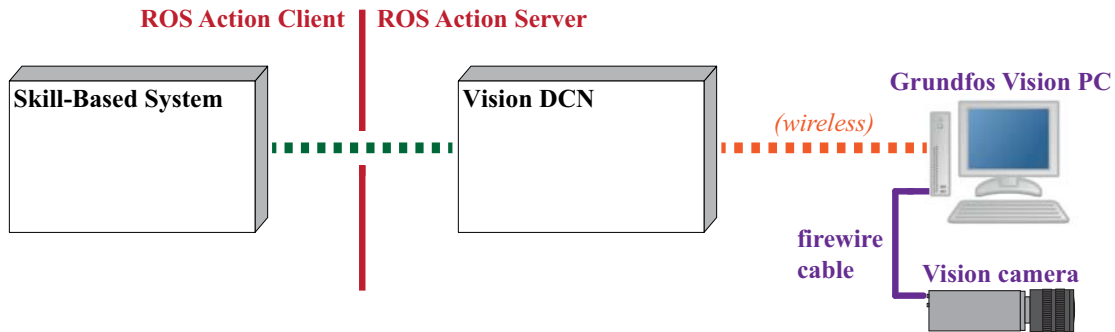 ROS Action Client
ROS Action Server
Skill-Based System
Vision DCN
Grundfos Vision PC
(wireless)
firewire
cable
Vision camera